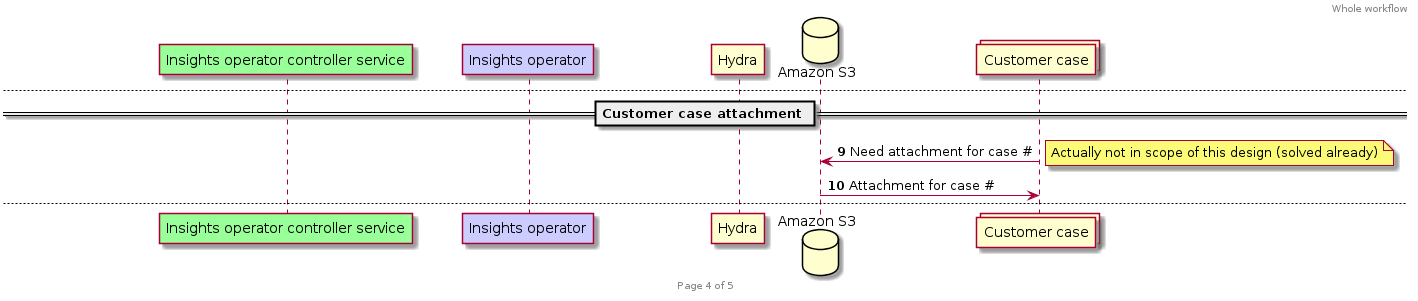 Whole workflow
Insights operator controller service
Insights operator
Hydra
Amazon S3
Customer case
Customer case attachment
9 Need attachment for case #
Actually not in scope of this design (solved already)
10 Attachment for case #
Insights operator controller service
Insights operator
Hydra
Amazon S3
Customer case
Page 4 of 5